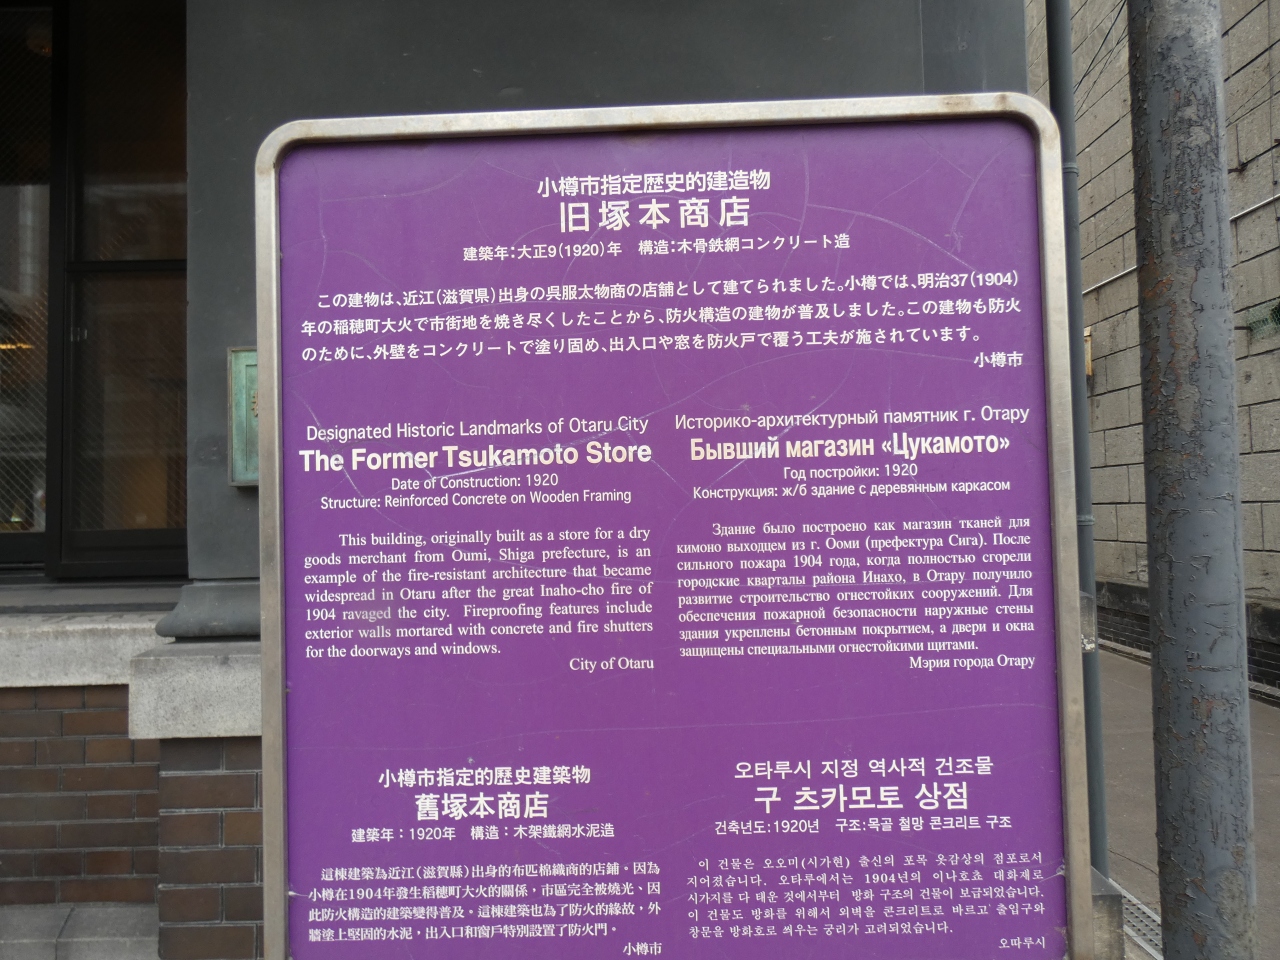 小樽市指定歴史的建造物
旧塚本商店
建築年:大正9(1920)年　構造:木骨鉄網コンクリート造
この建物は、近江(滋賀県)出身の呉服太物商の店舗として建てられました。小樽では、明治37(1904)
年の稲穂町大火で市街地を焼き尽くしたことから、防火構造の建物が普及しました。この建物も防火
のために、外壁をコンクリートで塗り固め、出入口や窓を防火戸で覆う工夫が施されています。
小樽市
Designated Historic Landmarks of Otaru City
The Former Tsukamoto Store
Date of Construction: 1920
Structure: Reinforced Concrete on Wooden Framing
This building, originally built as a store for a dry
goods merchant from Oumi, Shiga prefecture, is an
example of the fire-resistant architecture that became
widespread in Otaru after the great Inaho-cho fire of
1904 ravaged the city. Fireproofing features include
exterior walls mortared with concrete and fire shutters
for the doorways and windows.
City of Otaru
Историко-архитектурный памятник г. Отару
Бывший магазин «Цукамото»
Год постройки: 1920
Конструкция: ж/б здание с деревянным каркасом
Здание было построено как магазин тканей для
кимоно выходцем из г. Ооми (префектура Сига). После
сильного пожара 1904 года, когда полностью сгорели
городские кварталы района Инахо, в Отару получило
развитие строительство огнестойких сооружений. Для
обеспечения пожарной безопасности наружные стены
здания укреплены бетонным покрытием, а двери и окна
защищены специальными огнестойкими щитами.
Мэрия города Отару
小樽市指定的歷史建築物
舊塚本商店
建築年：1920年　構造：木架鐵網水泥造
這棟建築為近江(滋賀縣)出身的布匹棉織商的店鋪。因為
小樽在1904年發生稻穗町大火的關係，市區完全被燒光、因
此防火構造的建築變得普及。這棟建築也為了防火的緣故，外
牆塗上堅固的水泥，出入口和窗戶特別設置了防火門。
小樽市
오타루시 지정 역사적 건조물
구 츠카모토 상점
건축년도:1920년　구조:목골 철망 콘크리트 구조
이 건물은 오오미(시가현) 출신의 포목 옷감상의 점포로서
지어졌습니다. 오타루에서는 1904년의 이나호쵸 대화재로
시가지를 다 태운 것에서부터 방화 구조의 건물이 보급되었습니다.
이 건물도 방화를 위해서 외벽을 콘크리트로 바르고 출입구와
창문을 방화호로 씌우는 궁리가 고려되었습니다.
오따루시